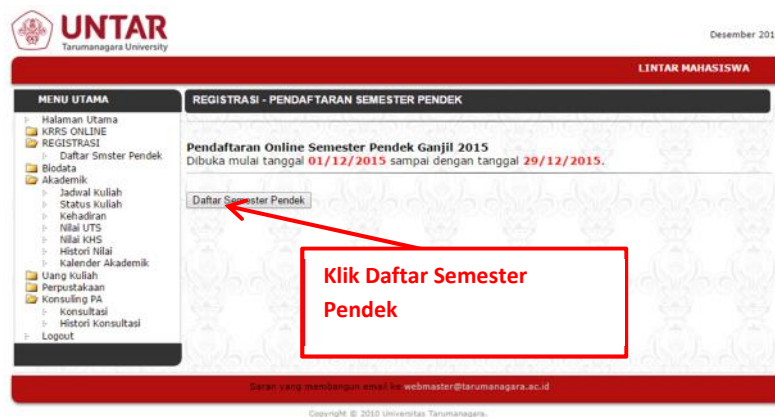 UNTAR
Tarumanagara University
Desember 201
LINTAR MAHASISWA
MENU UTAMA
Halaman Utama
KRRS ONLINE
REGISTRASI
Daftar Smster Pendek
Biodata
Akademik
Jadwal Kuliah
Status Kuliah
Kehadiran
Nilai UTS
Nilai KHS
Histori Nilai
Kalender Akademik
Uang Kuliah
Perpustakaan
Konsuling PA
Konsultasi
Histori Konsultasi
Logout
REGISTRASI - PENDAFTARAN SEMESTER PENDEK
Pendaftaran Online Semester Pendek Ganjil 2015
Dibuka mulai tanggal 01/12/2015 sampai dengan tanggal 29/12/2015.
Daftar Semester Pendek
Klik Daftar Semester
Pendek
Saran yang membangun email ke webmaster@tarumanagara.ac.id
Copyright © 2010 Universitas Tarumanagara.